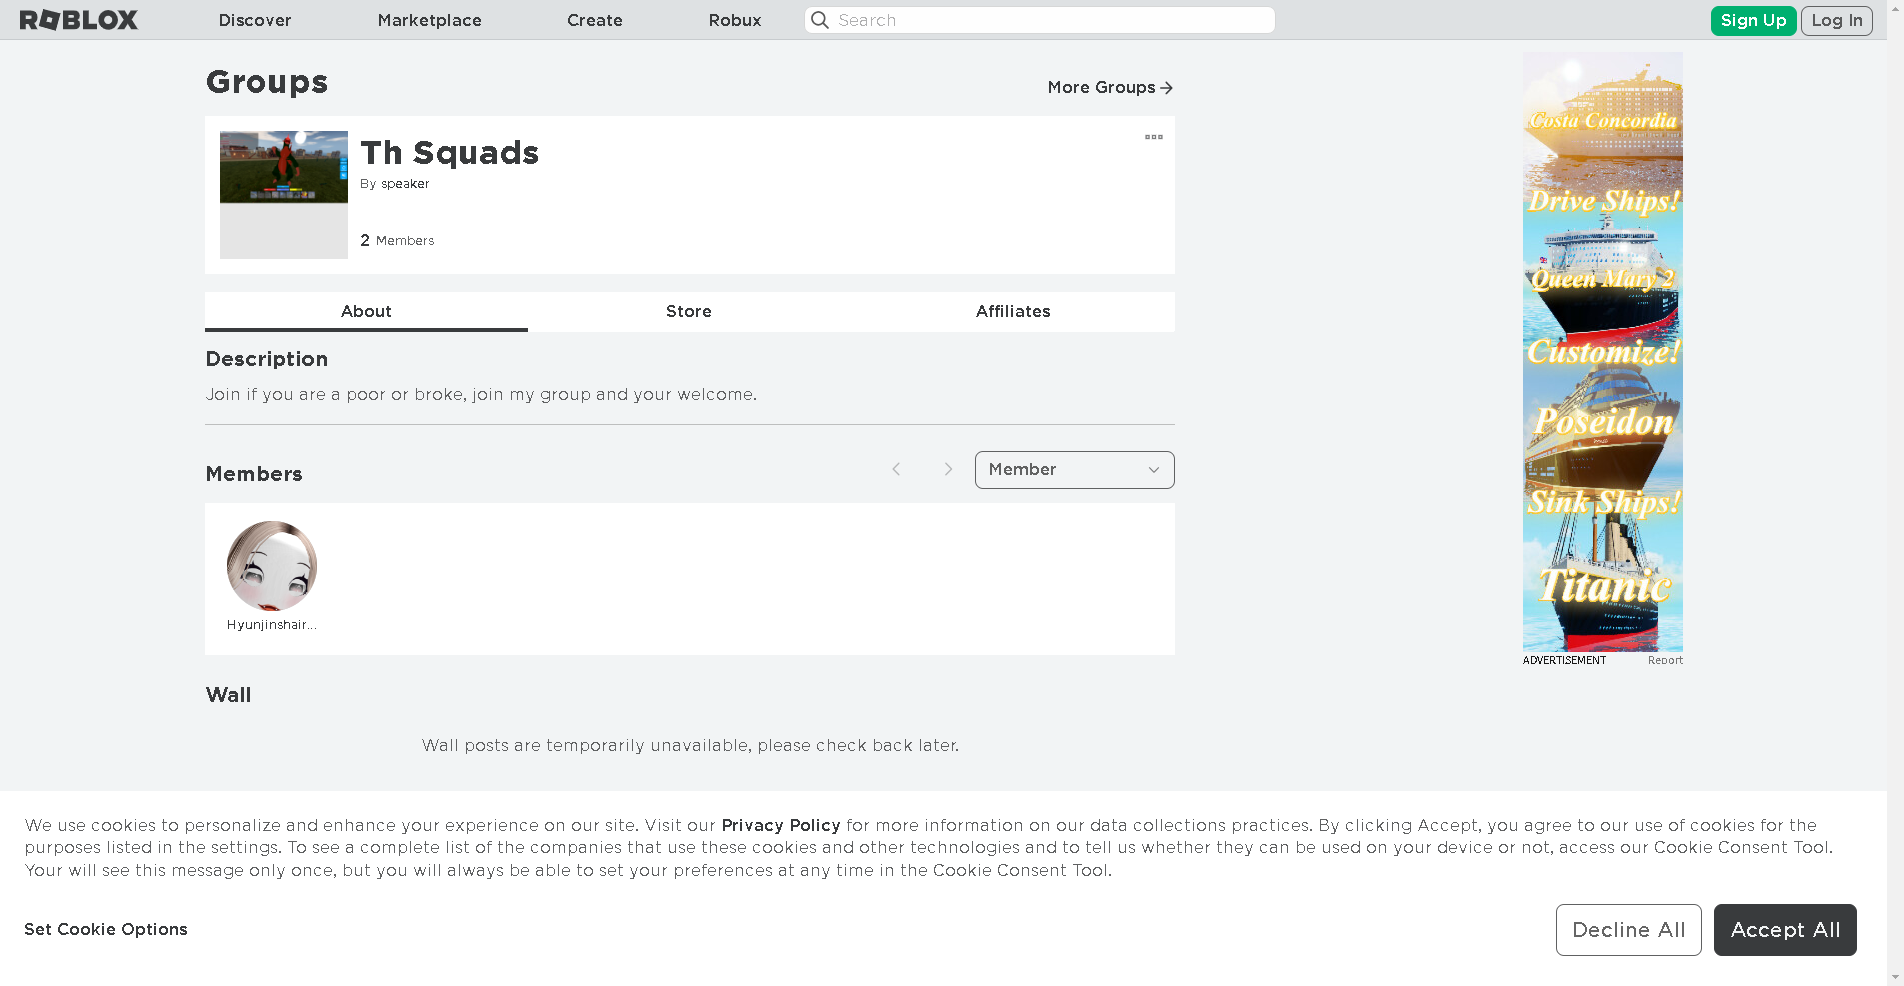 ROBLOX Discover Marketplace Create Robux Search Sign Up Log In
Groups
More Groups
Th Squads
By speaker
2 Members
About Store Affiliates
Description
Join if you are a poor or broke, join my group and your welcome.
Members
Member
Hyunjinshair...
Wall
Wall posts are temporarily unavailable, please check back later.
Costa Concordia
Drive Ships!
Queen Mary 2
Customize!
Poseidon
Sink Ships!
Titanic
ADVERTISEMENT Report
We use cookies to personalize and enhance your experience on our site. Visit our Privacy Policy for more information on our data collections practices. By clicking Accept, you agree to our use of cookies for the
purposes listed in the settings. To see a complete list of the companies that use these cookies and other technologies and to tell us whether they can be used on your device or not, access our Cookie Consent Tool.
Your will see this message only once, but you will always be able to set your preferences at any time in the Cookie Consent Tool.
Set Cookie Options
Decline All
Accept All